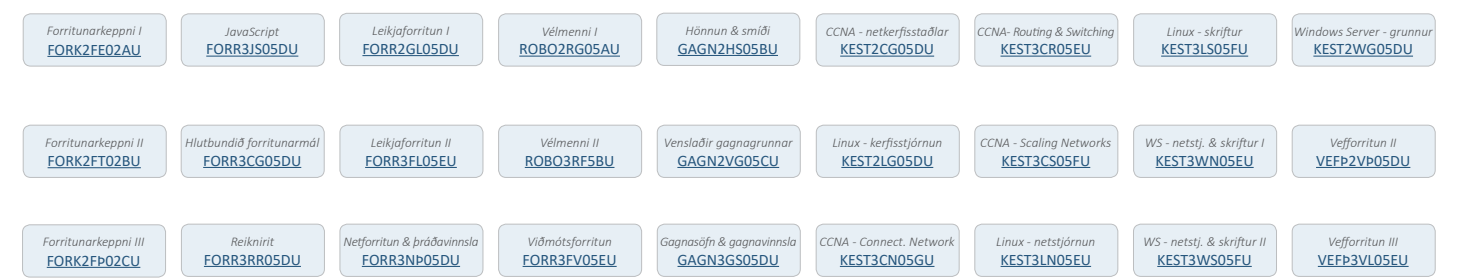 Forritunarkeppni I
FORK2FE02AU
JavaScript
FORR3JS05DU
Leikjaforritun I
FORR2GL05DU
Vélmenni I
ROBO2RG05AU
Hönnun & smíði
GAGN2HS05BU
CCNA - netkerfisstaðlar
KEST2CG05DU
CCNA- Routing & Switching
KEST3CR05EU
Linux - skriftur
KEST3LS05FU
Windows Server - grunnur
KEST2WG05DU
Forritunarkeppni II
FORK2FT02BU
Hlutbundið forritunarmál
FORR3CG05DU
Leikjaforritun II
FORR3FL05EU
Vélmenni II
ROBO3RF5BU
Venslaðir gagnagrunnar
GAGN2VG05CU
Linux - kerfisstjórnun
KEST2LG05DU
CCNA - Scaling Networks
KEST3CS05FU
WS - netstj. & skriftur I
KEST3WN05EU
Vefforritun II
VEFÞ2VÞ05DU
Forritunarkeppni III
FORK2FÞ02CU
Reiknirit
FORR3RR05DU
Netforritun & þráðavinnsla
FORR3NÞ05DU
Viðmótsforritun
FORR3FV05EU
Gagnasöfn & gagnavinnsla
GAGN3GS05DU
CCNA - Connect. Network
KEST3CN05GU
Linux - netstjórnun
KEST3LN05EU
WS - netstj. & skriftur II
KEST3WS05FU
Vefforritun III
VEFÞ3VL05EU